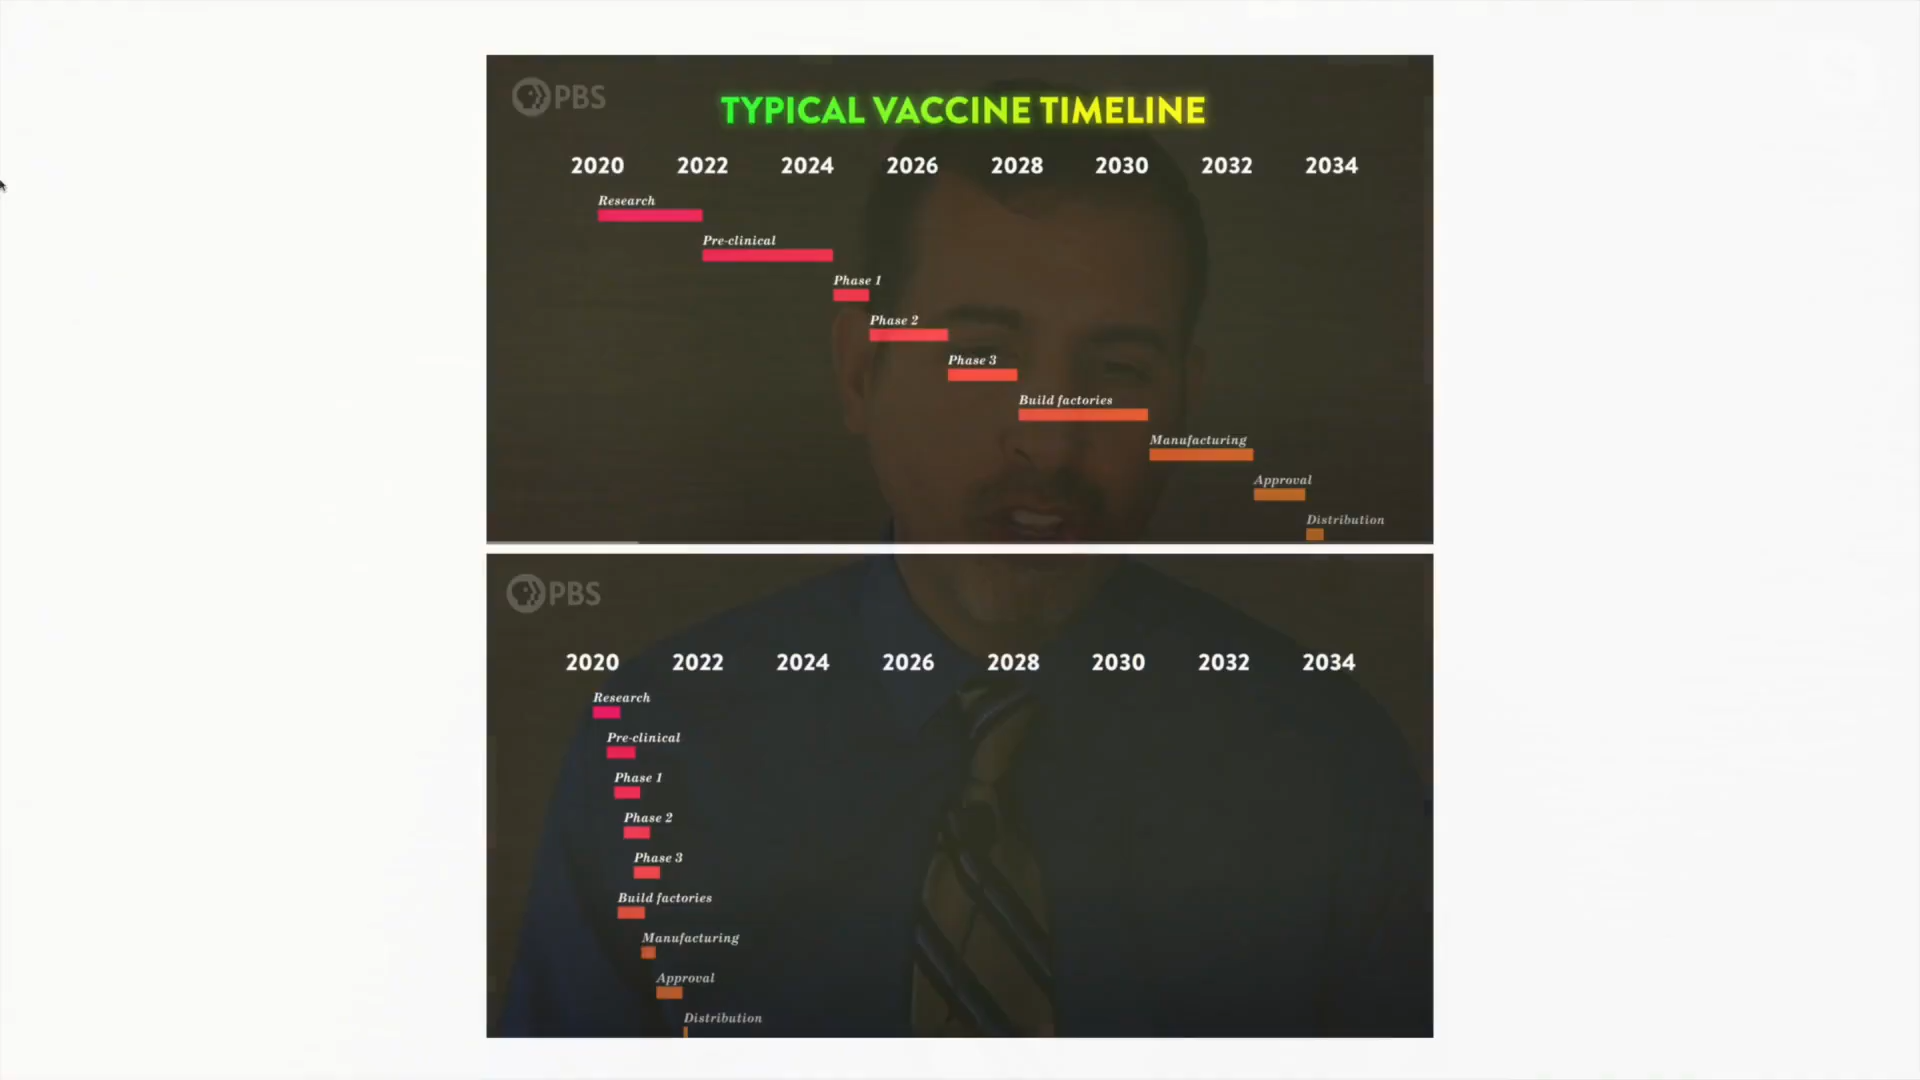 PBS
TYPICAL VACCINE TIMELINE
2020 2022 2024 2026 2028 2030 2032 2034
Research
Pre-clinical
Phase 1
Phase 2
Phase 3
Build factories
Manufacturing
Approval
Distribution
PBS
2020 2022 2024 2026 2028 2030 2032 2034
Research
Pre-clinical
Phase 1
Phase 2
Phase 3
Build factories
Manufacturing
Approval
Distribution